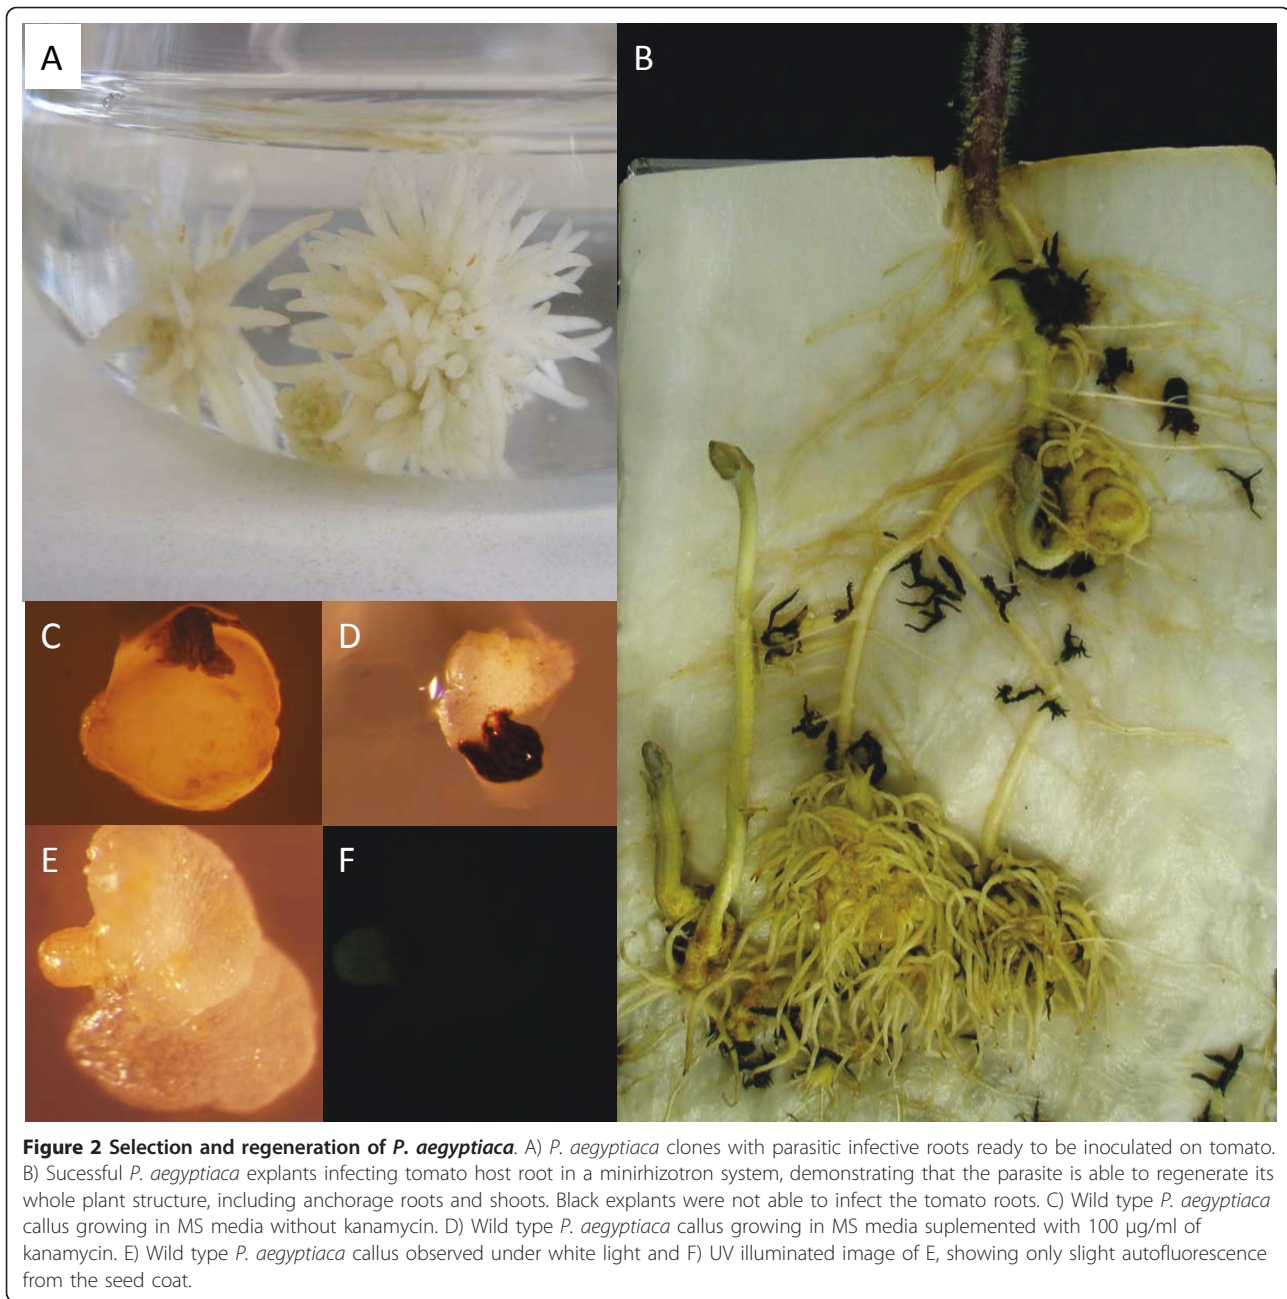 A
B
C
D
E
F
Figure 2 Selection and regeneration of P. aegyptiaca. A) P. aegyptiaca clones with parasitic infective roots ready to be inoculated on tomato.
B) Sucessful P. aegyptiaca explants infecting tomato host root in a minirhizotron system, demonstrating that the parasite is able to regenerate its
whole plant structure, including anchorage roots and shoots. Black explants were not able to infect the tomato roots. C) Wild type P. aegyptiaca
callus growing in MS media without kanamycin. D) Wild type P. aegyptiaca callus growing in MS media suplemented with 100 μg/ml of
kanamycin. E) Wild type P. aegyptiaca callus observed under white light and F) UV illuminated image of E, showing only slight autofluorescence
from the seed coat.